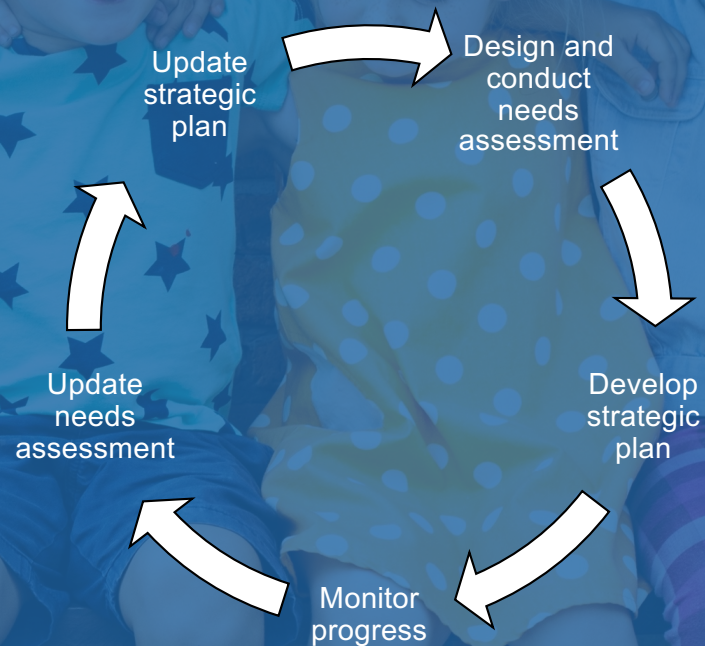 Update
strategic
plan
Design and
conduct
needs
assessment
Develop
strategic
plan
Monitor
progress
Update
needs
assessment